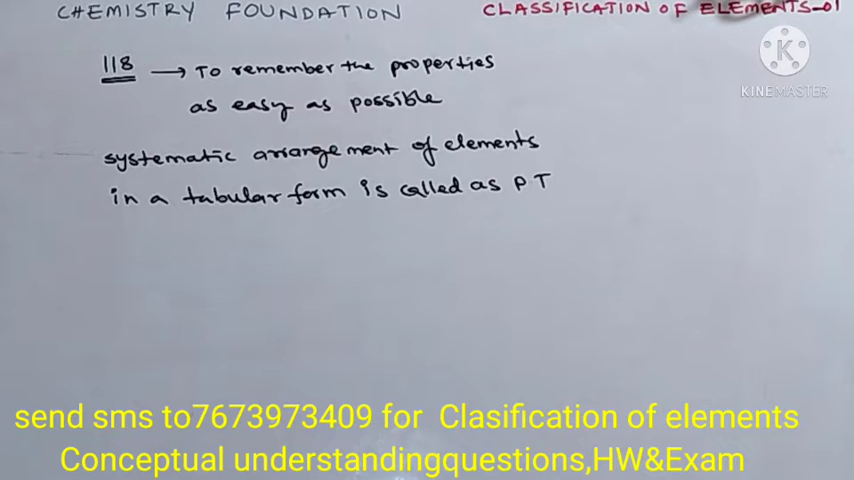 CHEMISTRY FOUNDATION CLASSIFICATION OF ELEMENTS-01
118 → To remember the properties
as easy as possible
systematic arrangement of elements
in a tabular form is called as PT
K
KINEMASTER
send sms to7673973409 for Clasification of elements
Conceptual understandingquestions,HW&Exam